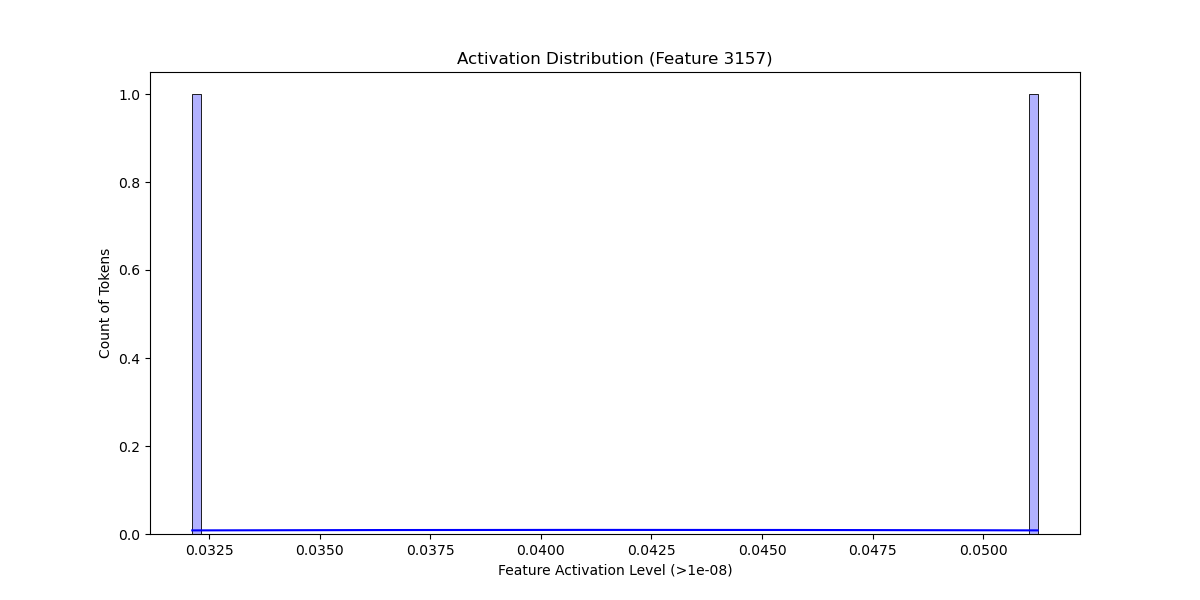 Activation Distribution (Feature 3157)
Count of Tokens
1.0
0.8
0.6
0.4
0.2
0.0
0.0325 0.0350 0.0375 0.0400 0.0425 0.0450 0.0475 0.0500
Feature Activation Level (>1e-08)